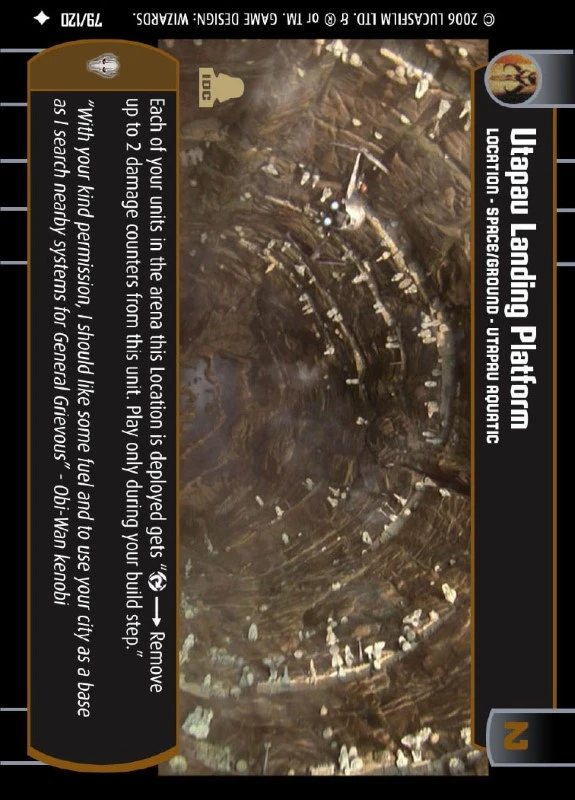 Utapau Landing Platform
LOCATION - SPACE/GROUND - UTAPAU AQUATIC
2
IDC
Each of your units in the arena this Location is deployed gets “ → Remove
up to 2 damage counters from this unit. Play only during your build step.”
“With your kind permission, I should like some fuel and to use your city as a base
as I search nearby systems for General Grievous” - Obi-Wan kenobi
© 2006 LUCASFILM LTD. & ® or TM. GAME DESIGN: WIZARDS.
79/120